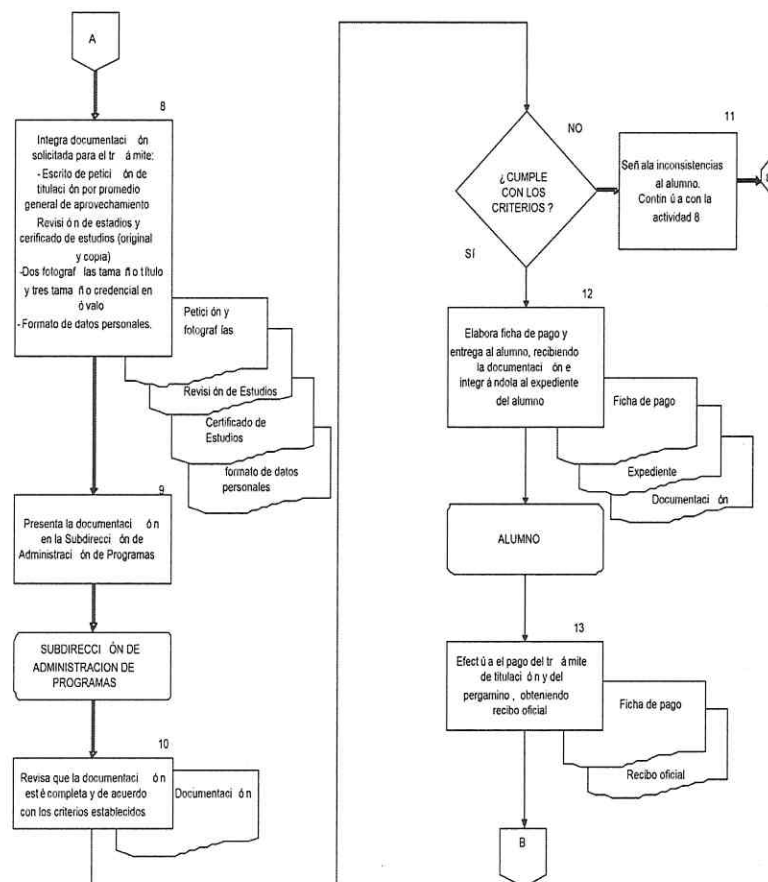 A
8
Integra documentaci ón
solicitada para el tr á mite:
- Escrito de petici ón de
titulaci ón por promedio
general de aprovechamiento
Revisi ón de estadios y
cerificado de estudios (original
y copia)
-Dos fotograf ías tama ñ o título
y tres tama ñ o credencial en
ó valo
- Formato de datos personales.
Petici ón y
fotograf ías
Revisi ón de Estudios
Certificado de
Estudios
formato de datos
personales
9
Presenta la documentaci ón
en la Subdirecci ón de
Administraci ón de Programas
SUBDIRECCI ÓN DE
ADMINISTRACION DE
PROGRAMAS
10
Revisa que la documentaci ón
est é completa y de acuerdo
con los criterios establecidos
Documentaci ón
¿CUMPLE
CON LOS
CRITERIOS ?
NO
SÍ
11
Señ ala inconsistencias
al alumno.
Contin ú a con la
actividad 8
12
Elabora ficha de pago y
entrega al alumno, recibiendo
la documentaci ón e
integr á ndola al expediente
del alumno
Ficha de pago
Expediente
Documentaci ón
ALUMNO
13
Efect ú a el pago del tr á mite
de titulaci ón y del
pergamino , obteniendo
recibo oficial
Ficha de pago
Recibo oficial
B